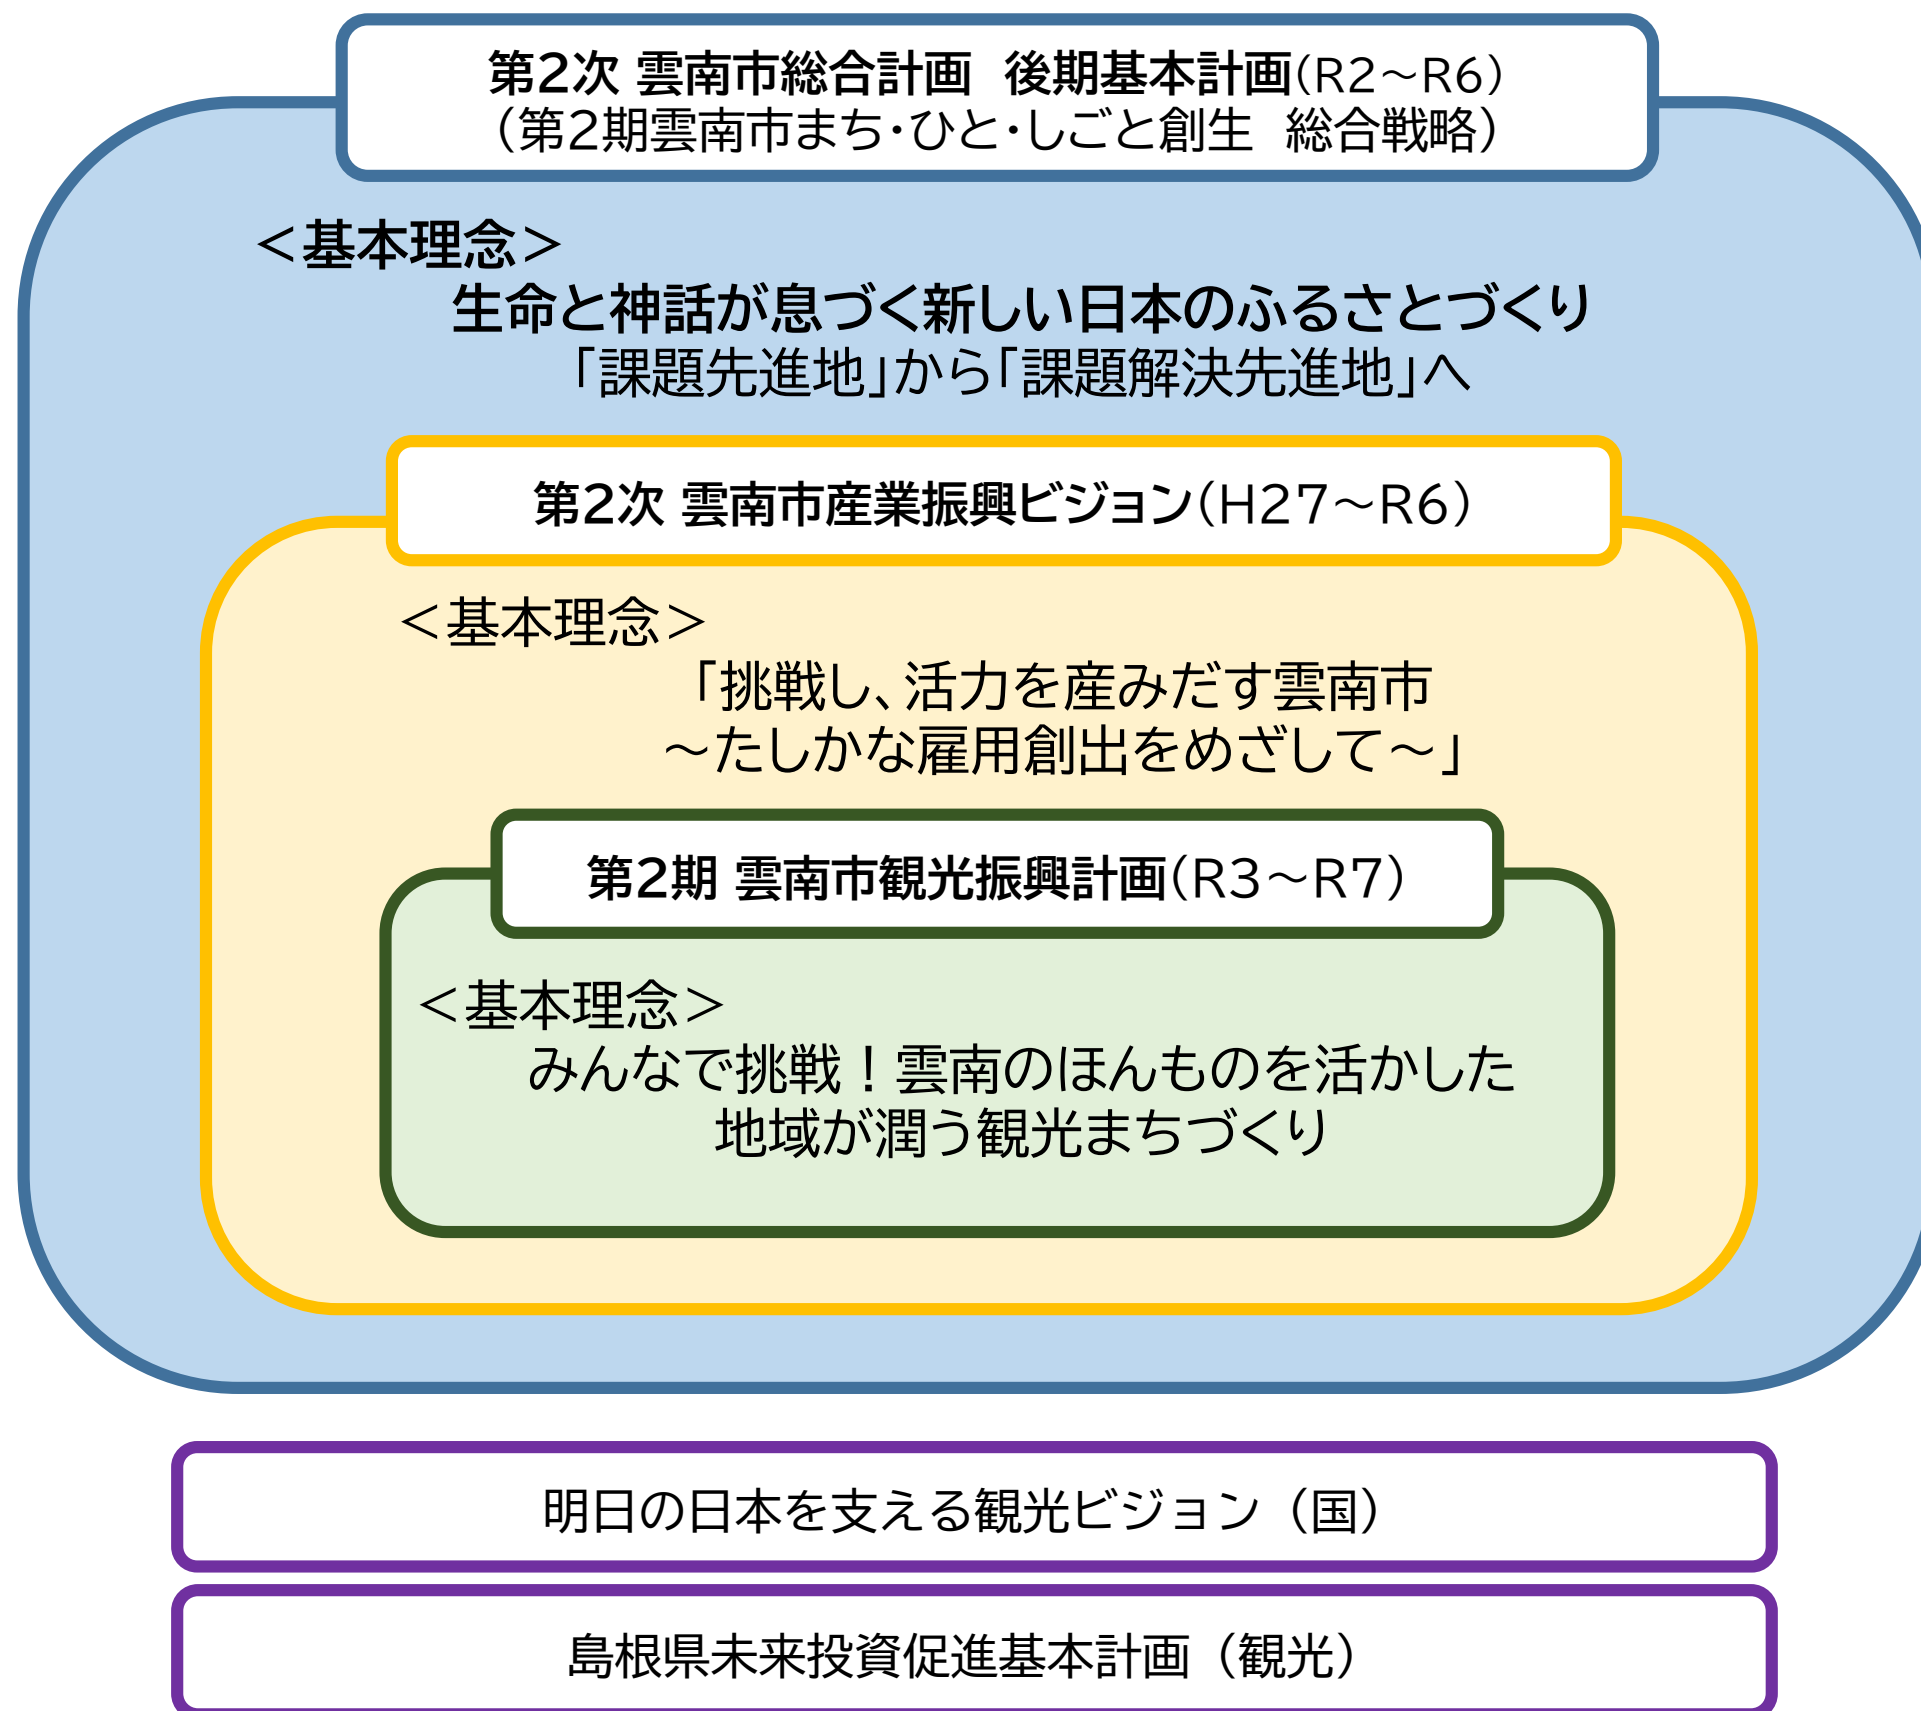 第2次 雲南市総合計画　後期基本計画(R2～R6)
(第2期雲南市まち・ひと・しごと創生　総合戦略)
＜基本理念＞
生命と神話が息づく新しい日本のふるさとづくり
「課題先進地」から「課題解決先進地」へ
第2次 雲南市産業振興ビジョン(H27～R6)
＜基本理念＞
「挑戦し、活力を産みだす雲南市
～たしかな雇用創出をめざして～」
第2期 雲南市観光振興計画(R3～R7)
＜基本理念＞
みんなで挑戦！雲南のほんものを活かした
地域が潤う観光まちづくり
明日の日本を支える観光ビジョン（国）
島根県未来投資促進基本計画（観光）